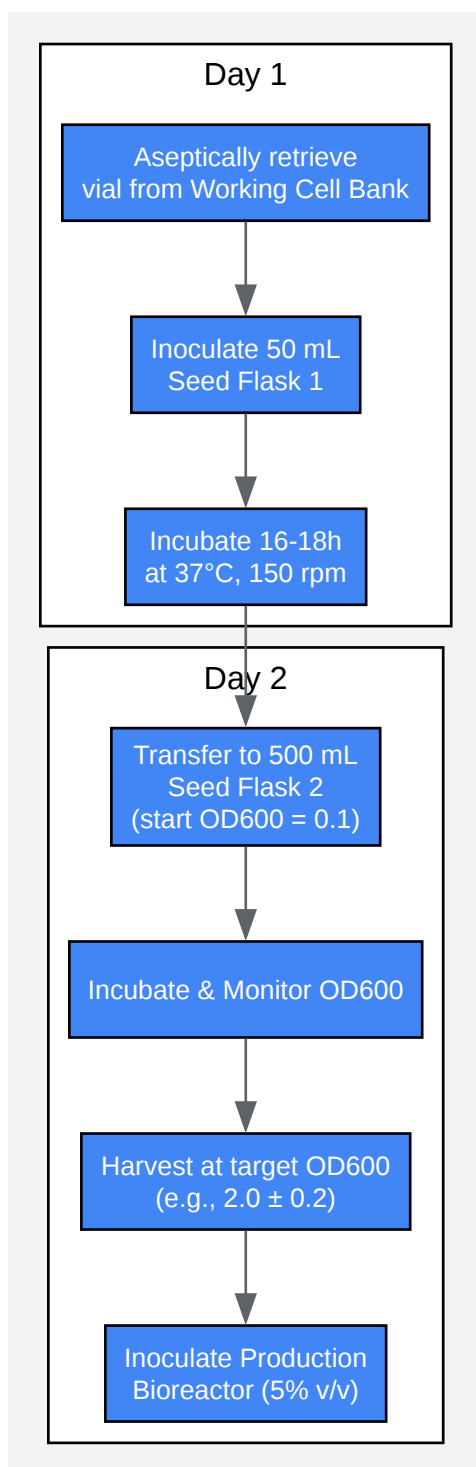 Day 1
Aseptically retrieve
vial from Working Cell Bank
Inoculate 50 mL
Seed Flask 1
Incubate 16-18h
at 37°C, 150 rpm
Day 2
Transfer to 500 mL
Seed Flask 2
(start OD600 = 0.1)
Incubate & Monitor OD600
Harvest at target OD600
(e.g., 2.0 ± 0.2)
Inoculate Production
Bioreactor (5% v/v)